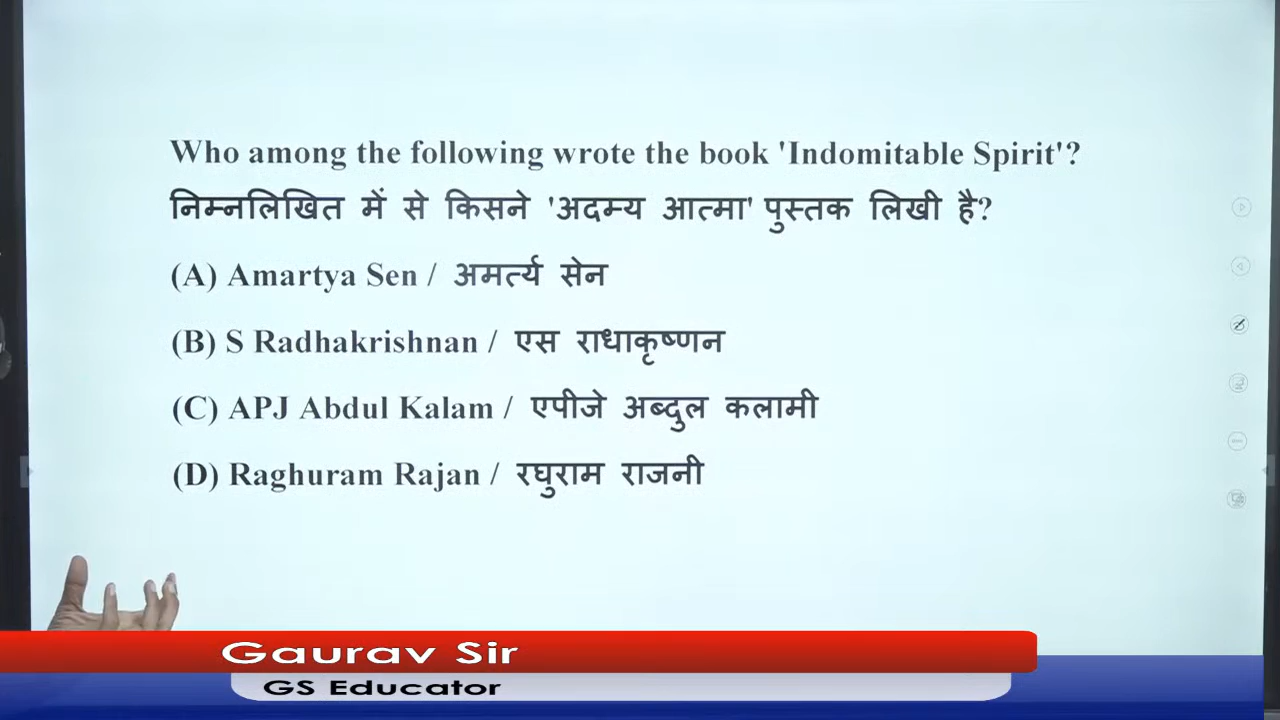 Who among the following wrote the book 'Indomitable Spirit'?
निम्नलिखित में से किसने 'अदम्य आत्मा' पुस्तक लिखी है?
(A) Amartya Sen / अमर्त्य सेन
(B) S Radhakrishnan / एस राधाकृष्णन
(C) APJ Abdul Kalam / एपीजे अब्दुल कलामी
(D) Raghuram Rajan / रघुराम राजनी
Gaurav Sir
GS Educator